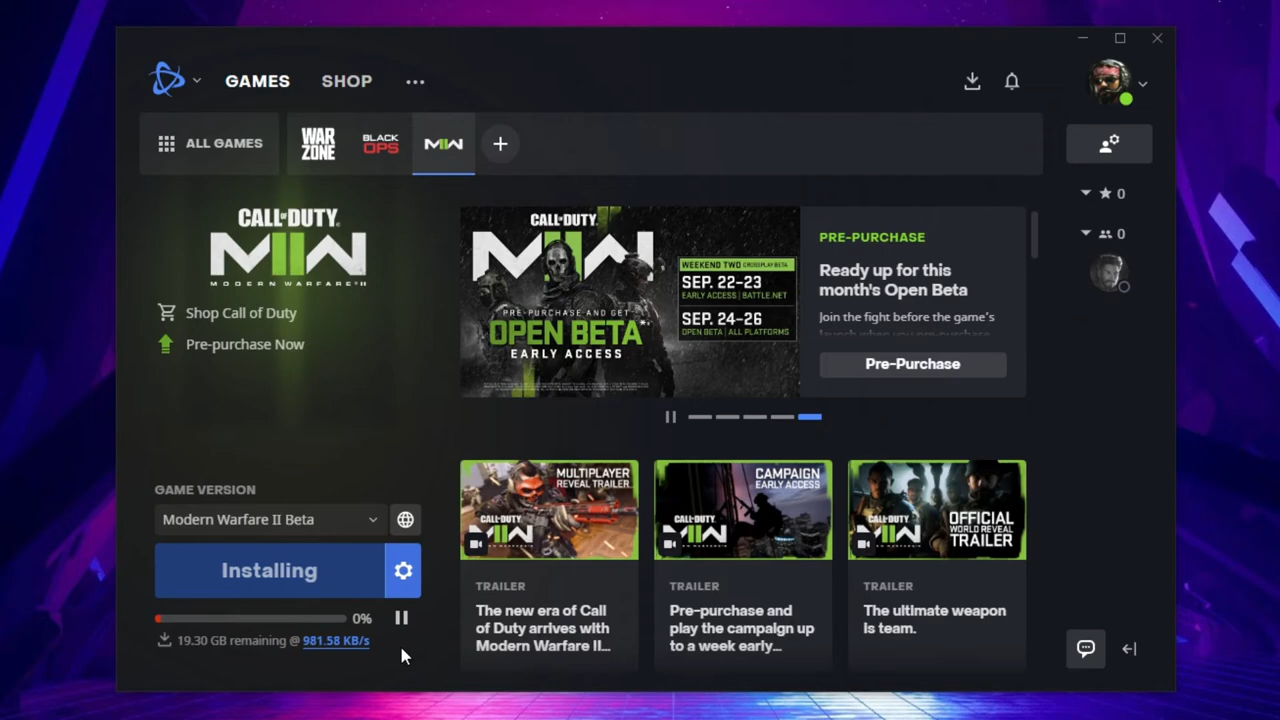 GAMES
SHOP
ALL GAMES
WAR
ZONE
BLACK
OPS
MW
CALL OF DUTY
MW
MODERN WARFARE II
Shop Call of Duty
Pre-purchase Now
CALL OF DUTY
MW
PRE-PURCHASE AND GET
OPEN BETA*
EARLY ACCESS
WEEKEND TWO CROSSPLAY BETA
SEP. 22-23
EARLY ACCESS | BATTLE.NET
SEP. 24-26
OPEN BETA | ALL PLATFORMS
PRE-PURCHASE
Ready up for this
month's Open Beta
Join the fight before the game's
launch when you pre-purchase
Pre-Purchase
0
0
GAME VERSION
Modern Warfare II Beta
Installing
0%
19.30 GB remaining @ 981.58 KB/s
MULTIPLAYER
REVEAL TRAILER
CALL OF DUTY
MW
TRAILER
The new era of Call
of Duty arrives with
Modern Warfare II...
CAMPAIGN
EARLY ACCESS
CALL OF DUTY
MW
TRAILER
Pre-purchase and
play the campaign up
to a week early...
OFFICIAL
WORLD REVEAL
TRAILER
CALL OF DUTY
MW
TRAILER
The ultimate weapon
is team.